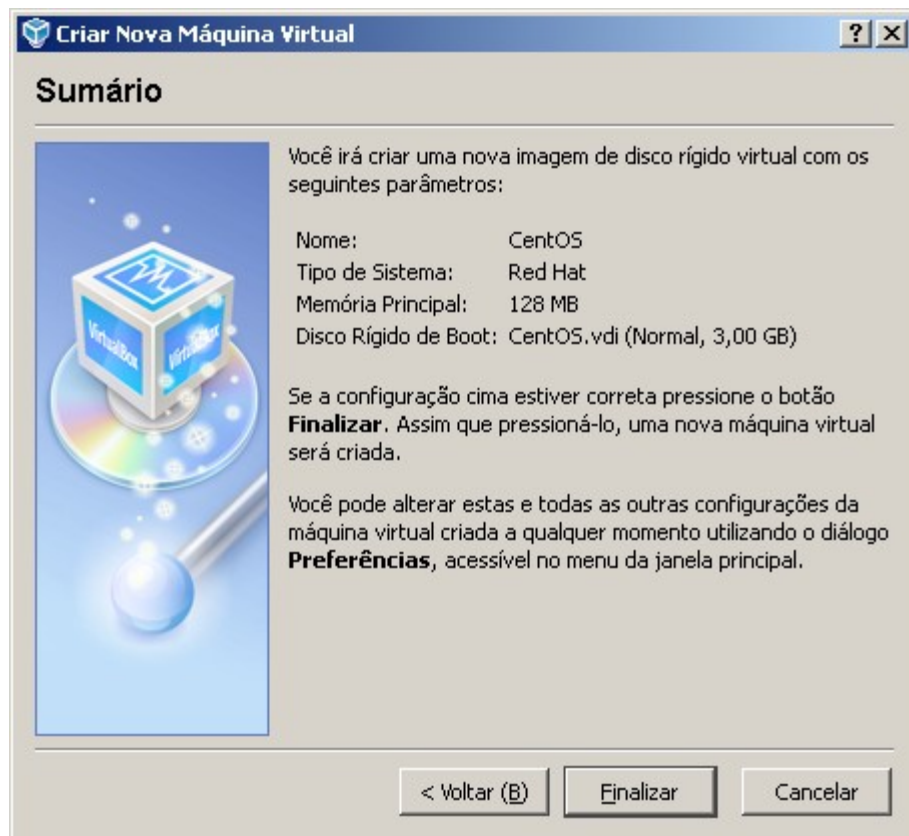 Criar Nova Máquina Virtual
Sumário
Você irá criar uma nova imagem de disco rígido virtual com os
seguintes parâmetros:
Nome: CentOS
Tipo de Sistema: Red Hat
Memória Principal: 128 MB
Disco Rígido de Boot: CentOS.vdi (Normal, 3,00 GB)
Se a configuração cima estiver correta pressione o botão
Finalizar. Assim que pressioná-lo, uma nova máquina virtual
será criada.
Você pode alterar estas e todas as outras configurações da
máquina virtual criada a qualquer momento utilizando o diálogo
Preferências, acessível no menu da janela principal.
VirtualBox VirtualBox
< Voltar (B) Finalizar Cancelar